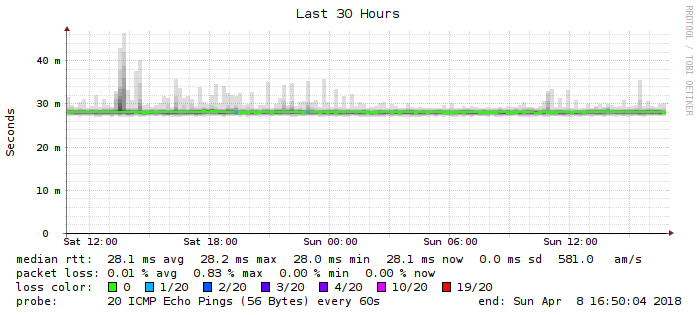 Last 30 Hours
RRDTOOL / TOBI OETIKER
Seconds
40 m
30 m
20 m
10 m
0
Sat 12:00 Sat 18:00 Sun 00:00 Sun 06:00 Sun 12:00
median rtt: 28.1 ms avg 28.2 ms max 28.0 ms min 28.1 ms now 0.0 ms sd 581.0 am/s
packet loss: 0.01 % avg 0.83 % max 0.00 % min 0.00 % now
loss color: 0 1/20 2/20 3/20 4/20 10/20 19/20
probe: 20 ICMP Echo Pings (56 Bytes) every 60s end: Sun Apr 8 16:50:04 2018